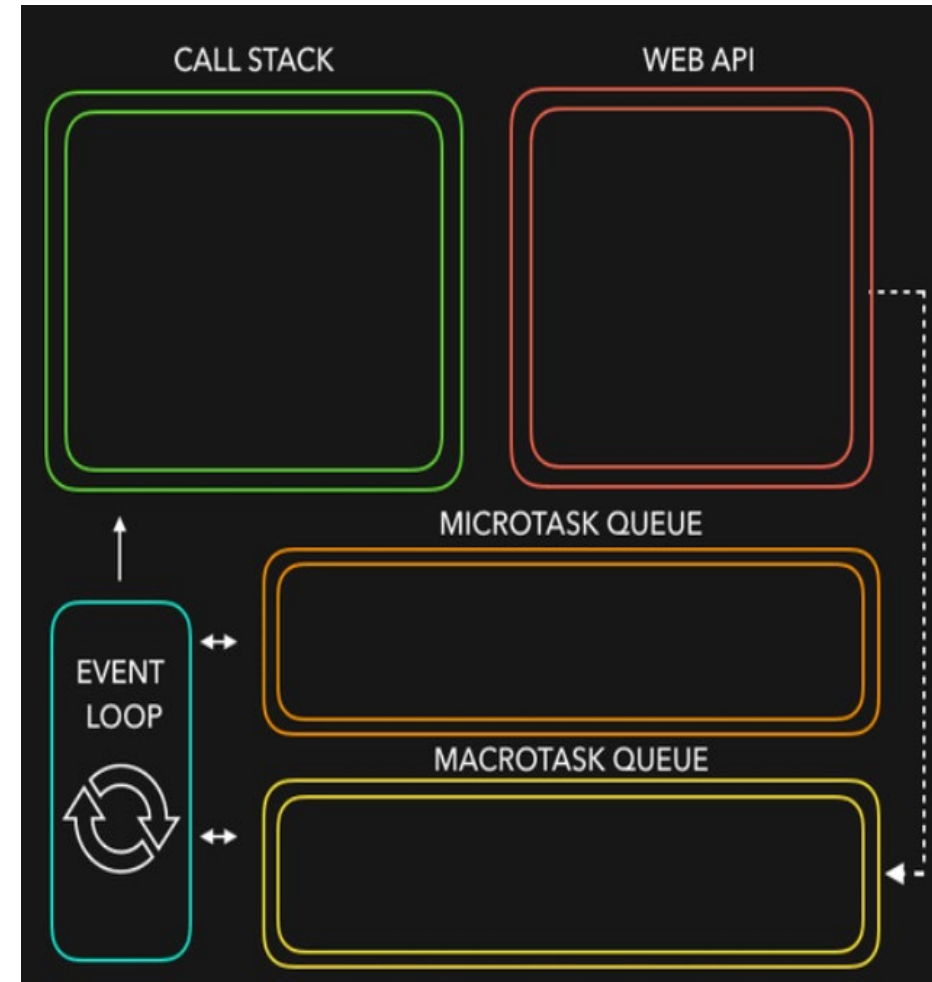 CALL STACK
WEB API
MICROTASK QUEUE
EVENT
LOOP
MACROTASK QUEUE